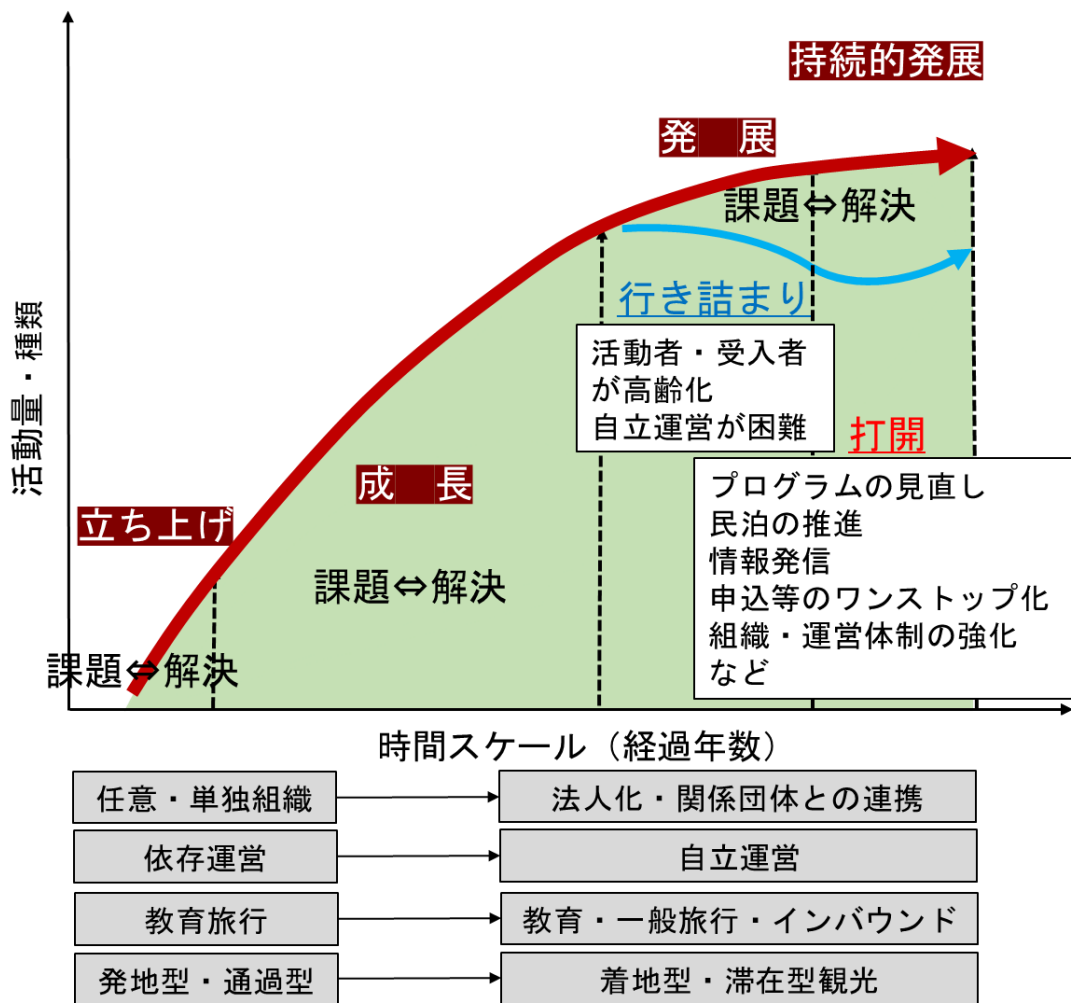 持続的発展
発　展
課題⇔解決
行き詰まり
活動者・受入者
が高齢化
自立運営が困難
打開
プログラムの見直し
民泊の推進
情報発信
申込等のワンストップ化
組織・運営体制の強化
など
成　長
課題⇔解決
立ち上げ
課題⇔解決
活動量・種類
時間スケール（経過年数）
任意・単独組織
法人化・関係団体との連携
依存運営
自立運営
教育旅行
教育・一般旅行・インバウンド
発地型・通過型
着地型・滞在型観光